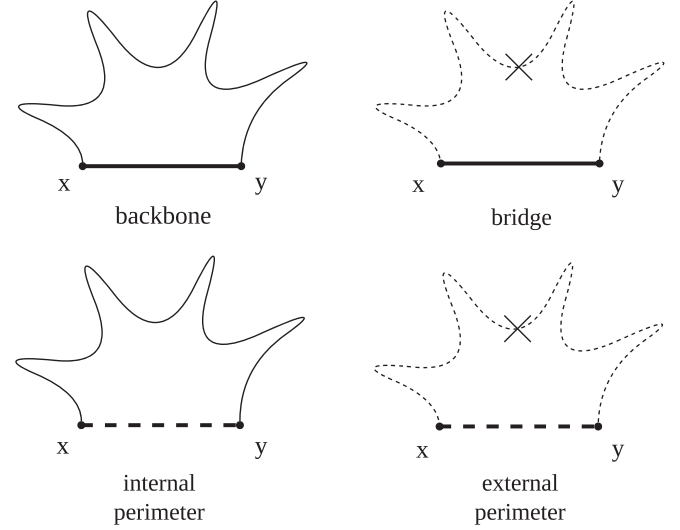 x y x y
backbone bridge
x y x y
internal external
perimeter perimeter